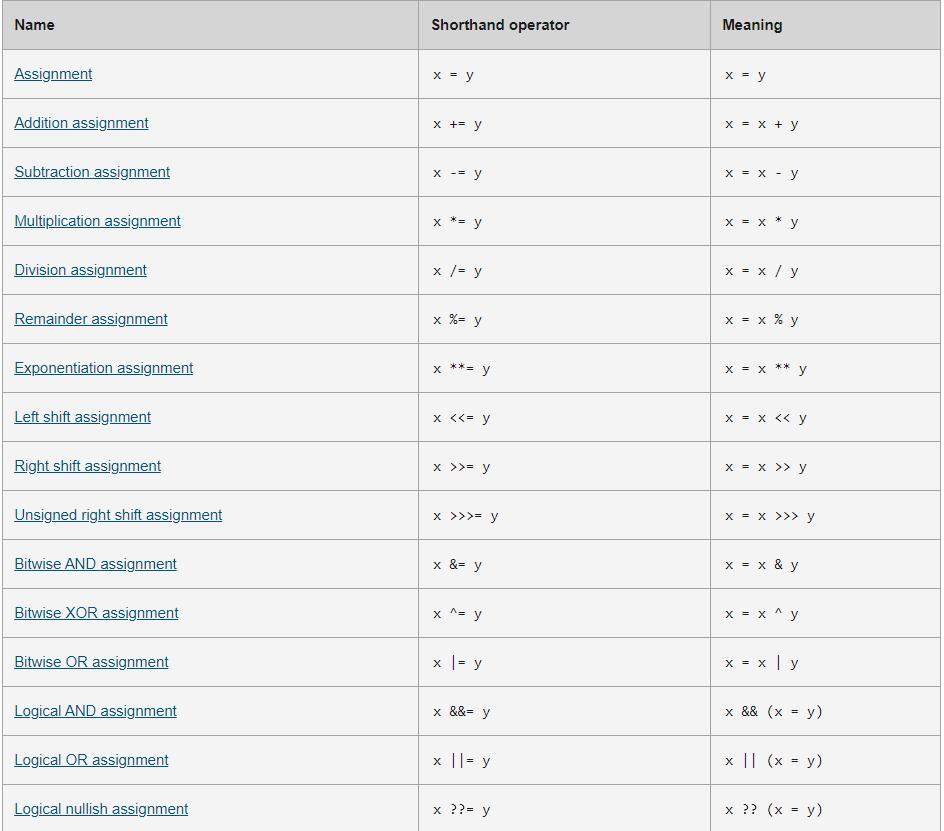 Name Shorthand operator Meaning
Assignment x = y x = y
Addition assignment x += y x = x + y
Subtraction assignment x -= y x = x - y
Multiplication assignment x *= y x = x * y
Division assignment x /= y x = x / y
Remainder assignment x %= y x = x % y
Exponentiation assignment x **= y x = x ** y
Left shift assignment x <<= y x = x << y
Right shift assignment x >>= y x = x >> y
Unsigned right shift assignment x >>>= y x = x >>> y
Bitwise AND assignment x &= y x = x & y
Bitwise XOR assignment x ^= y x = x ^ y
Bitwise OR assignment x |= y x = x | y
Logical AND assignment x &&= y x && (x = y)
Logical OR assignment x ||= y x || (x = y)
Logical nullish assignment x ??= y x ?? (x = y)